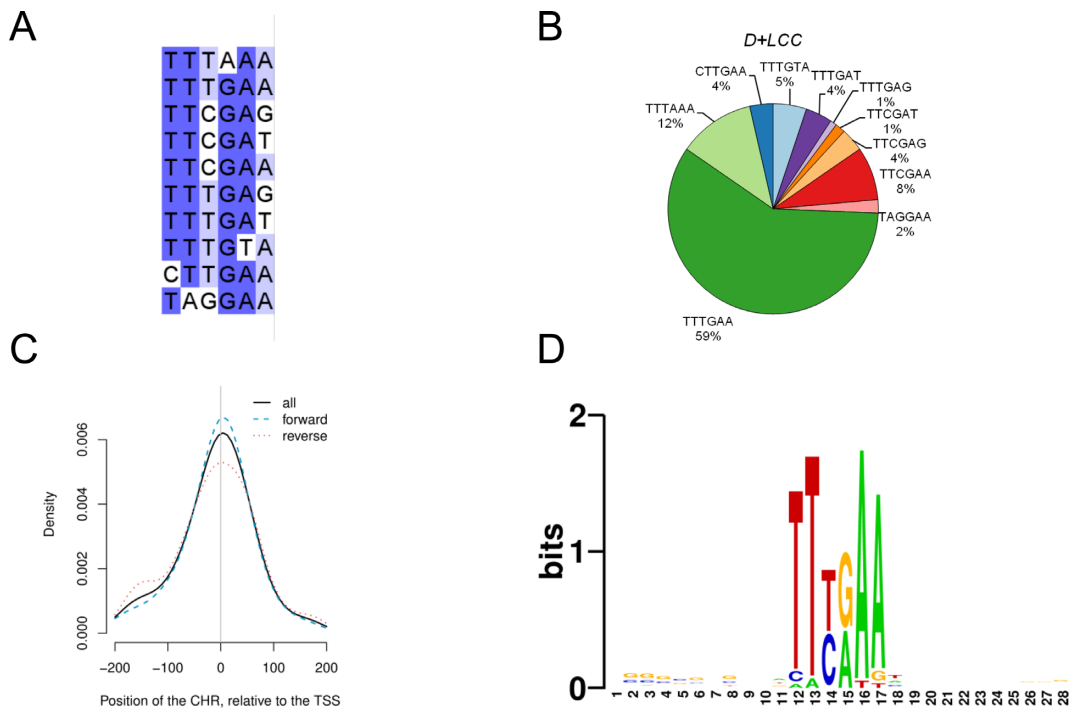 A
TTTAAA
TTTGAA
TTCGAG
TTCGAT
TTCGAA
TTTGAG
TTTGAT
TTTGTA
CTTGAA
TAGGAA
B
D+LCC
CTTGAA
4%
TTTGTA
5%
TTTGAT
4%
TTTGAG
1%
TTCGAT
1%
TTCGAG
4%
TTCGAA
8%
TAGGAA
2%
TTTAAA
12%
TTTGAA
59%
C
all
forward
reverse
Density
0.006
0.004
0.002
0.000
−200 −100 0 100 200
Position of the CHR, relative to the TSS
D
bits
2
1
0
T T T G A A
C A C A T G
A T
1 2 3 4 5 6 7 8 9 10 11 12 13 14 15 16 17 18 19 20 21 22 23 24 25 26 27 28